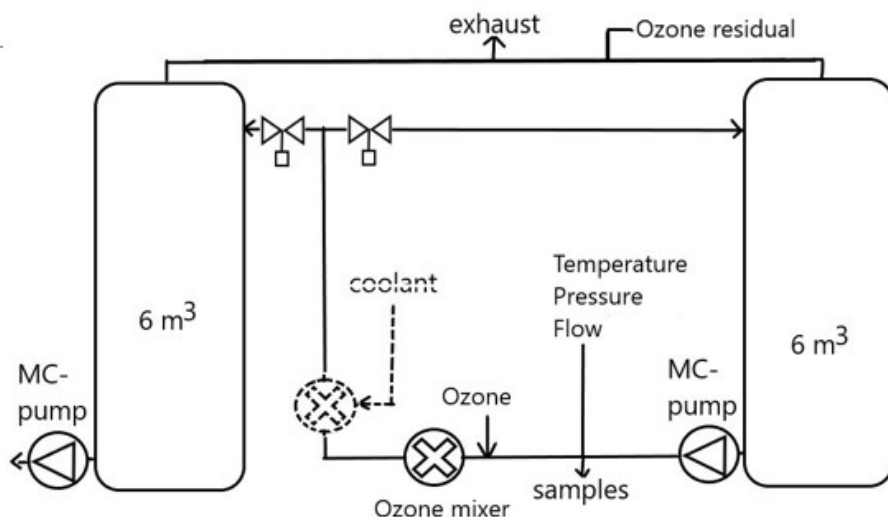 exhaust
Ozone residual
coolant
Temperature
Pressure
Flow
6 m³
6 m³
MC-
pump
MC-
pump
Ozone
Ozone mixer
samples